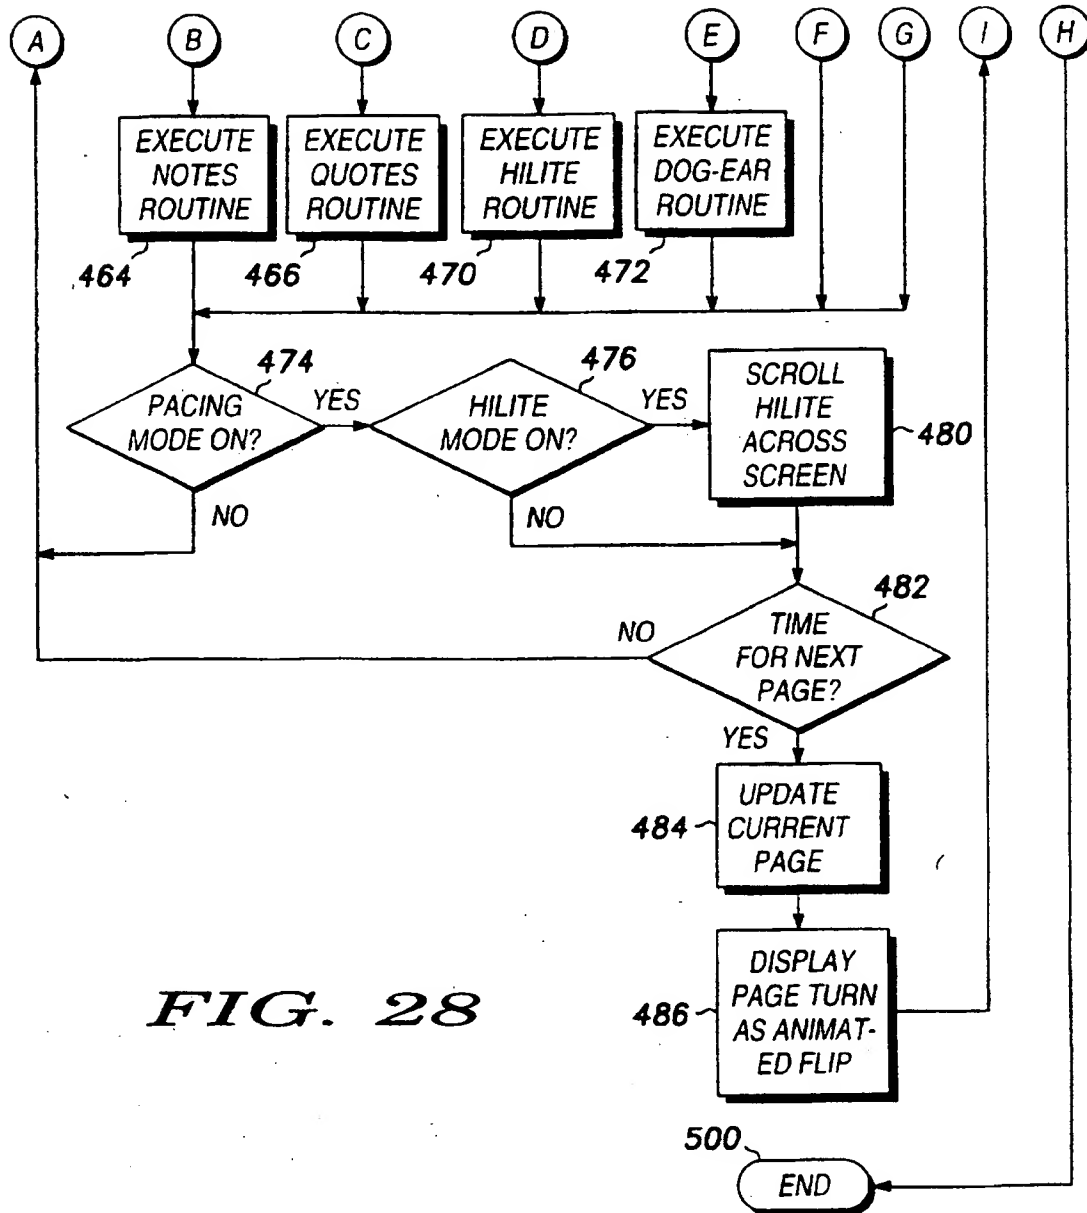 A B C D E F G I H
EXECUTE
NOTES
ROUTINE
464
EXECUTE
QUOTES
ROUTINE
466
EXECUTE
HILITE
ROUTINE
470
EXECUTE
DOG-EAR
ROUTINE
472
PACING
MODE ON?
474
YES
NO
HILITE
MODE ON?
476
YES
NO
SCROLL
HILITE
ACROSS
SCREEN
480
TIME
FOR NEXT
PAGE?
482
NO
YES
UPDATE
CURRENT
PAGE
484
DISPLAY
PAGE TURN
AS ANIMAT-
ED FLIP
486
FIG. 28
500
END